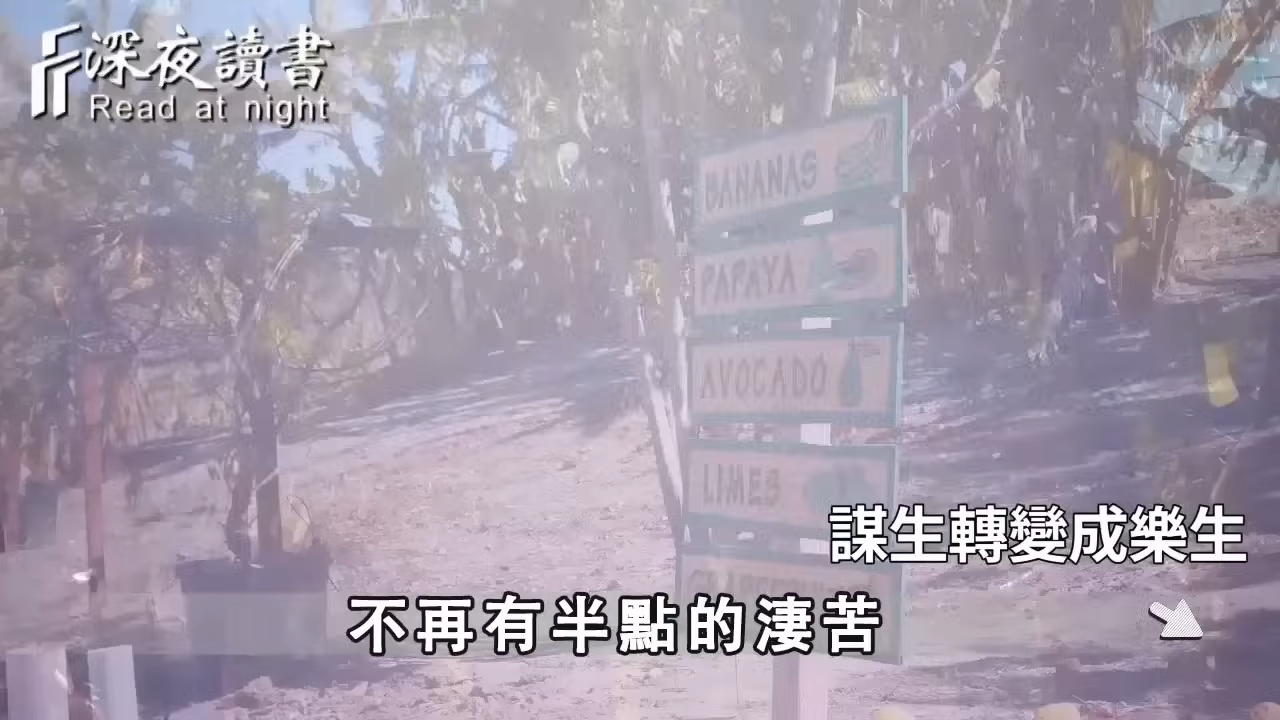 深夜讀書
Read at night
BANANAS
PAPAYA
AVOCADO
LIMES
謀生轉變成樂生
不再有半點的淒苦